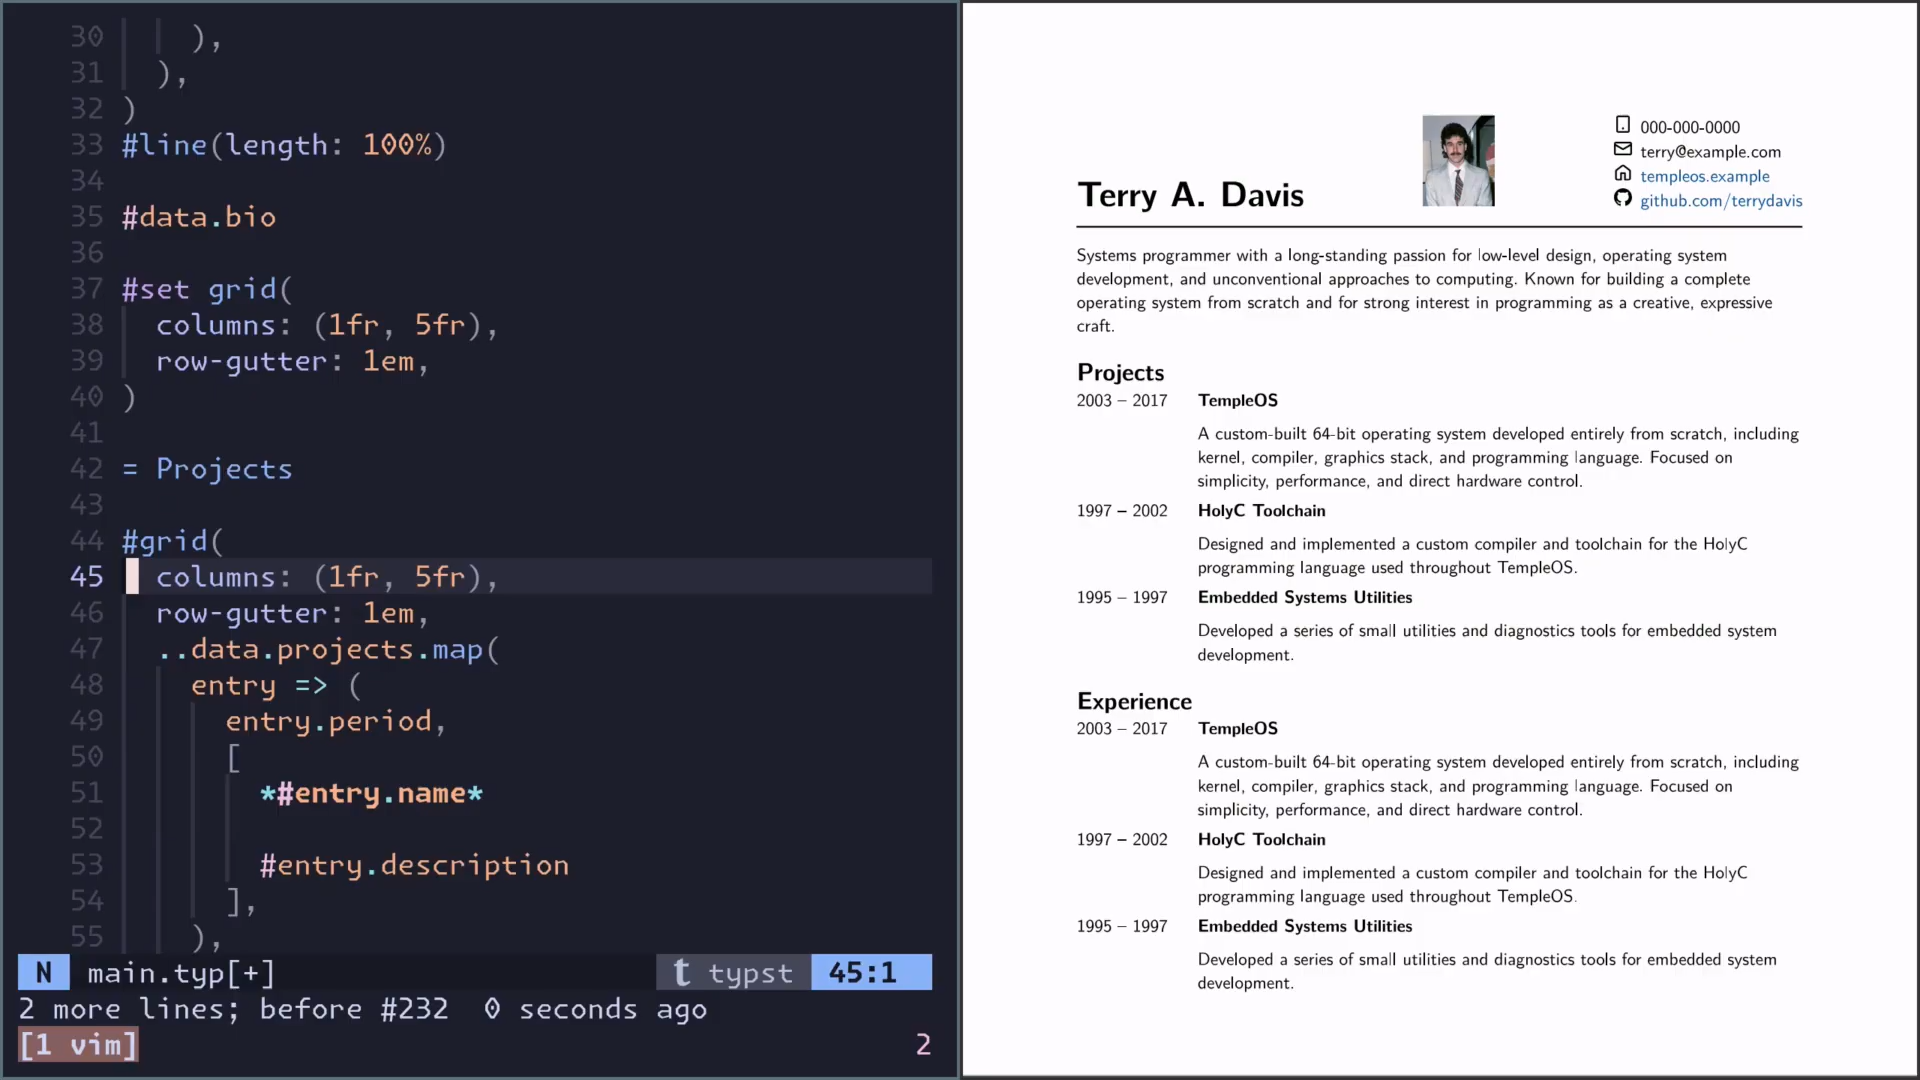 30       ),
31     ),
32 )
33 #line(length: 100%)
34
35 #data.bio
36
37 #set grid(
38   columns: (1fr, 5fr),
39   row-gutter: 1em,
40 )
41
42 = Projects
43
44 #grid(
45   columns: (1fr, 5fr),
46   row-gutter: 1em,
47   ..data.projects.map(
48     entry => (
49       entry.period,
50       [
51         *#entry.name*
52
53         #entry.description
54       ],
55     ),
N main.typ[+] t typst 45:1
2 more lines; before #232  0 seconds ago
[1 vim] 2
000-000-0000
terry@example.com
templeos.example
Terry A. Davis
github.com/terrydavis
Systems programmer with a long-standing passion for low-level design, operating system
development, and unconventional approaches to computing. Known for building a complete
operating system from scratch and for strong interest in programming as a creative, expressive
craft.
Projects
2003 – 2017 TempleOS
A custom-built 64-bit operating system developed entirely from scratch, including
kernel, compiler, graphics stack, and programming language. Focused on
simplicity, performance, and direct hardware control.
1997 – 2002 HolyC Toolchain
Designed and implemented a custom compiler and toolchain for the HolyC
programming language used throughout TempleOS.
1995 – 1997 Embedded Systems Utilities
Developed a series of small utilities and diagnostics tools for embedded system
development.
Experience
2003 – 2017 TempleOS
A custom-built 64-bit operating system developed entirely from scratch, including
kernel, compiler, graphics stack, and programming language. Focused on
simplicity, performance, and direct hardware control.
1997 – 2002 HolyC Toolchain
Designed and implemented a custom compiler and toolchain for the HolyC
programming language used throughout TempleOS.
1995 – 1997 Embedded Systems Utilities
Developed a series of small utilities and diagnostics tools for embedded system
development.